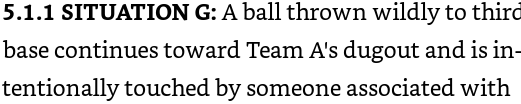 5.1.1 SITUATION G: A ball thrown wildly to third
base continues toward Team A's dugout and is in-
tentionally touched by someone associated with